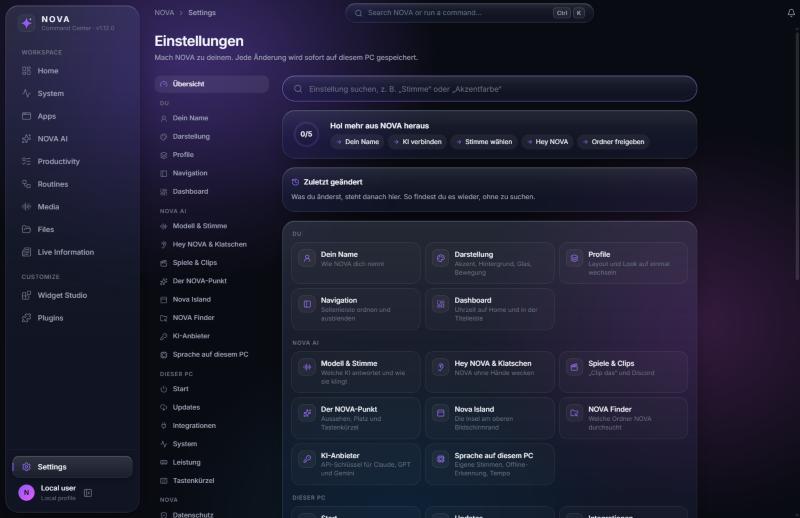 NOVA
Command Center · v1.12.0
WORKSPACE
Home
System
Apps
NOVA AI
Productivity
Routines
Media
Files
Live Information
CUSTOMIZE
Widget Studio
Plugins
Settings
N
Local user
Local profile
NOVA > Settings
Search NOVA or run a command...
Ctrl K
Einstellungen
Mach NOVA zu deinem. Jede Änderung wird sofort auf diesem PC gespeichert.
Übersicht
DU
Dein Name
Darstellung
Profile
Navigation
Dashboard
NOVA AI
Modell & Stimme
Hey NOVA & Klatschen
Spiele & Clips
Der NOVA-Punkt
Nova Island
NOVA Finder
KI-Anbieter
Sprache auf diesem PC
DIESER PC
Start
Updates
Integrationen
System
Leistung
Tastenkürzel
NOVA
Datenschutz
Einstellung suchen, z. B. „Stimme“ oder „Akzentfarbe“
0/5
Hol mehr aus NOVA heraus
Dein Name
KI verbinden
Stimme wählen
Hey NOVA
Ordner freigeben
Zuletzt geändert
Was du änderst, steht danach hier. So findest du es wieder, ohne zu suchen.
DU
Dein Name
Wie NOVA dich nennt
Darstellung
Akzent, Hintergrund, Glas,
Bewegung
Profile
Layout und Look auf einmal
wechseln
Navigation
Seitenleiste ordnen und
ausblenden
Dashboard
Uhrzeit auf Home und in der
Titelleiste
NOVA AI
Modell & Stimme
Welche KI antwortet und wie
sie klingt
Hey NOVA & Klatschen
NOVA ohne Hände wecken
Spiele & Clips
„Clip das“ und Discord
Der NOVA-Punkt
Aussehen, Platz und
Tastenkürzel
Nova Island
Die Insel am oberen
Bildschirmrand
NOVA Finder
Welche Ordner NOVA
durchsucht
KI-Anbieter
API-Schlüssel für Claude, GPT
und Gemini
Sprache auf diesem PC
Eigene Stimmen, Offline-
Erkennung, Tempo
DIESER PC
Start
Updates
Integrationen